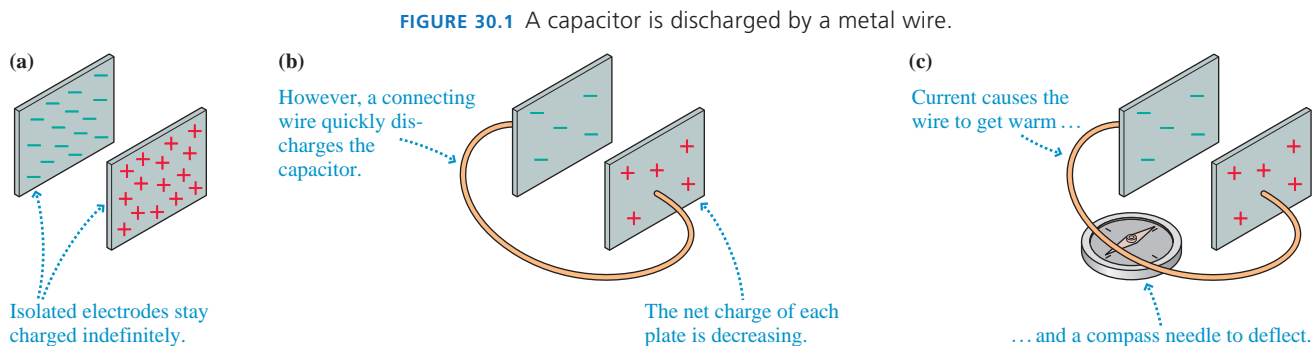 FIGURE 30.1 A capacitor is discharged by a metal wire.
(a)
Isolated electrodes stay
charged indefinitely.
(b)
However, a connecting
wire quickly dis-
charges the
capacitor.
The net charge of each
plate is decreasing.
(c)
Current causes the
wire to get warm …
… and a compass needle to deflect.